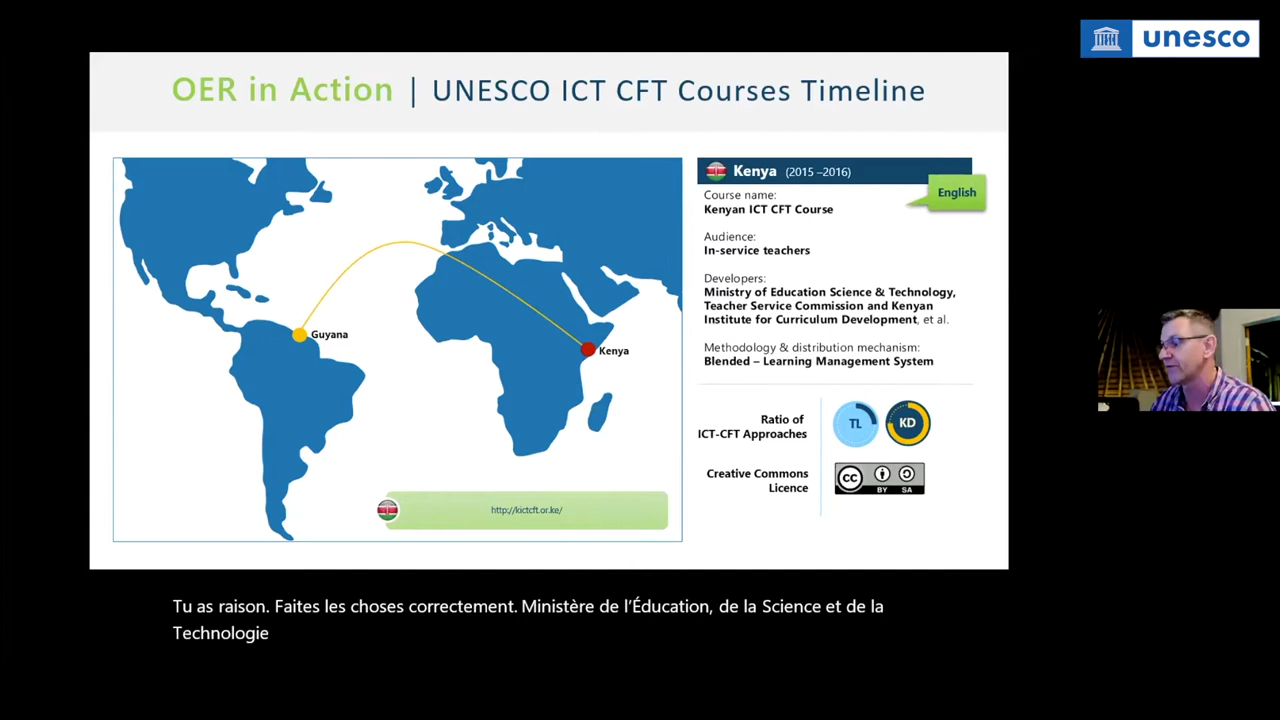 unesco
OER in Action | UNESCO ICT CFT Courses Timeline
Guyana
Kenya
http://kictcft.or.ke/
Kenya (2015 –2016)
English
Course name:
Kenyan ICT CFT Course
Audience:
In-service teachers
Developers:
Ministry of Education Science & Technology,
Teacher Service Commission and Kenyan
Institute for Curriculum Development, et al.
Methodology & distribution mechanism:
Blended – Learning Management System
Ratio of
ICT-CFT Approaches
TL
KD
Creative Commons
Licence
CC
BY SA
Tu as raison. Faites les choses correctement. Ministère de l'Éducation, de la Science et de la
Technologie